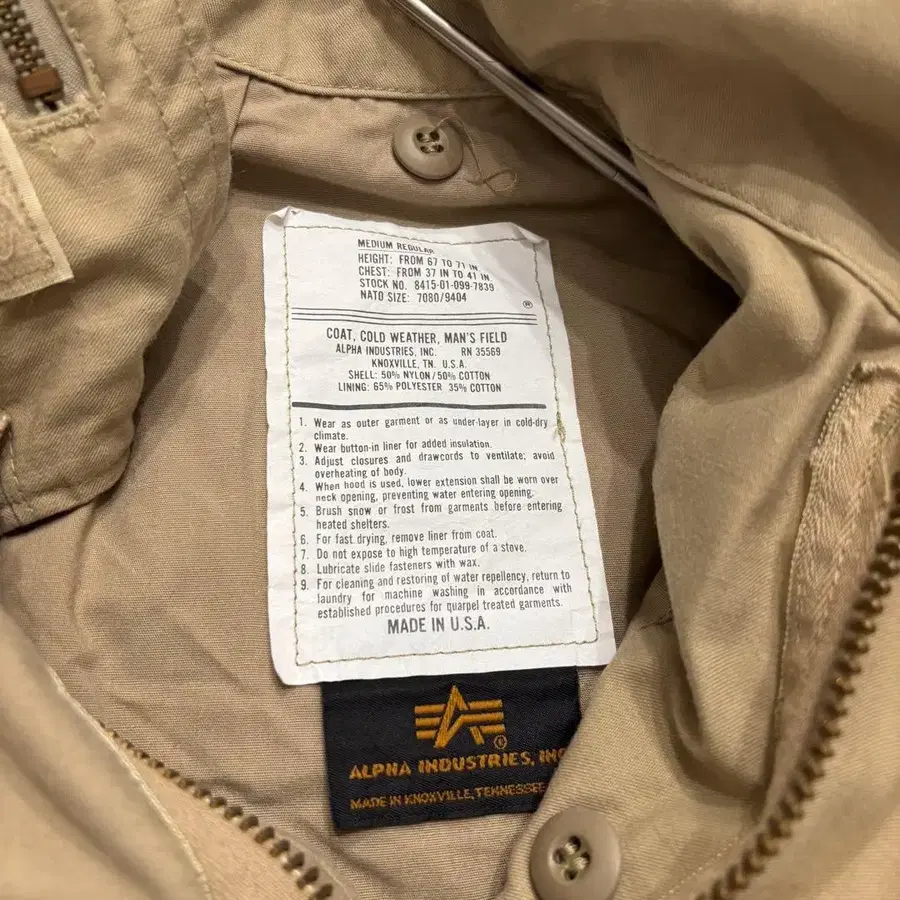 MEDIUM REGULAR
HEIGHT: FROM 67 TO 71 IN
CHEST: FROM 37 IN TO 41 IN
STOCK NO. 8415-01-099-7839
NATO SIZE: 7080/9404
®
COAT, COLD WEATHER, MAN'S FIELD
ALPHA INDUSTRIES, INC. RN 35569
KNOXVILLE, TN. U.S.A.
SHELL: 50% NYLON/50% COTTON
LINING: 65% POLYESTER 35% COTTON
1. Wear as outer garment or as under-layer in cold-dry
climate.
2. Wear button-in liner for added insulation.
3. Adjust closures and drawcords to ventilate; avoid
overheating of body.
4. When hood is used, lower extension shall be worn over
neck opening, preventing water entering opening.
5. Brush snow or frost from garments before entering
heated shelters.
6. For fast drying, remove liner from coat.
7. Do not expose to high temperature of a stove.
8. Lubricate slide fasteners with wax.
9. For cleaning and restoring of water repellency, return to
laundry for machine washing in accordance with
established procedures for quarpel treated garments.
MADE IN U.S.A.
®
ALPHA INDUSTRIES, INC
MADE IN KNOXVILLE, TENNESSEE